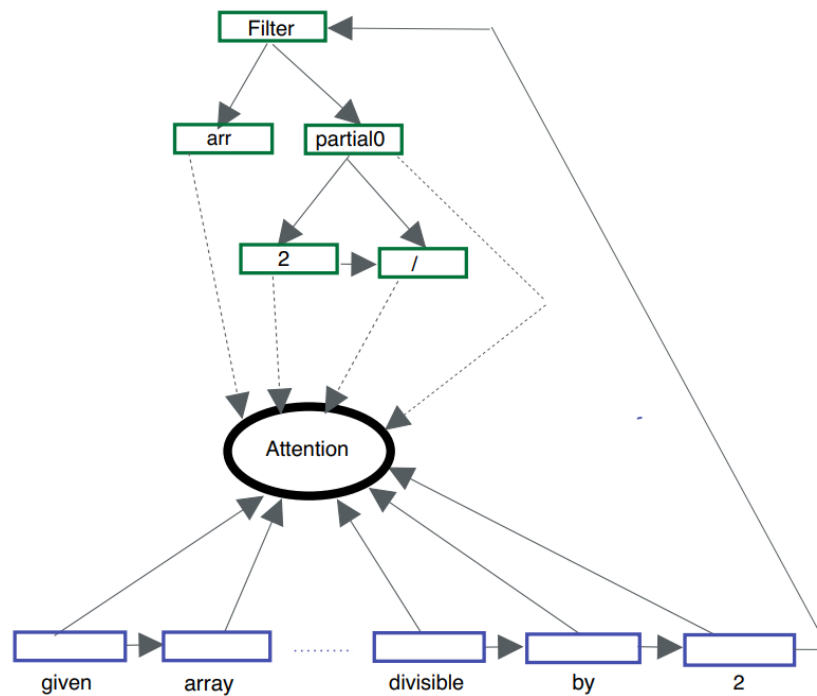 Filter
arr
partial0
2
/
Attention
given
array
divisible
by
2